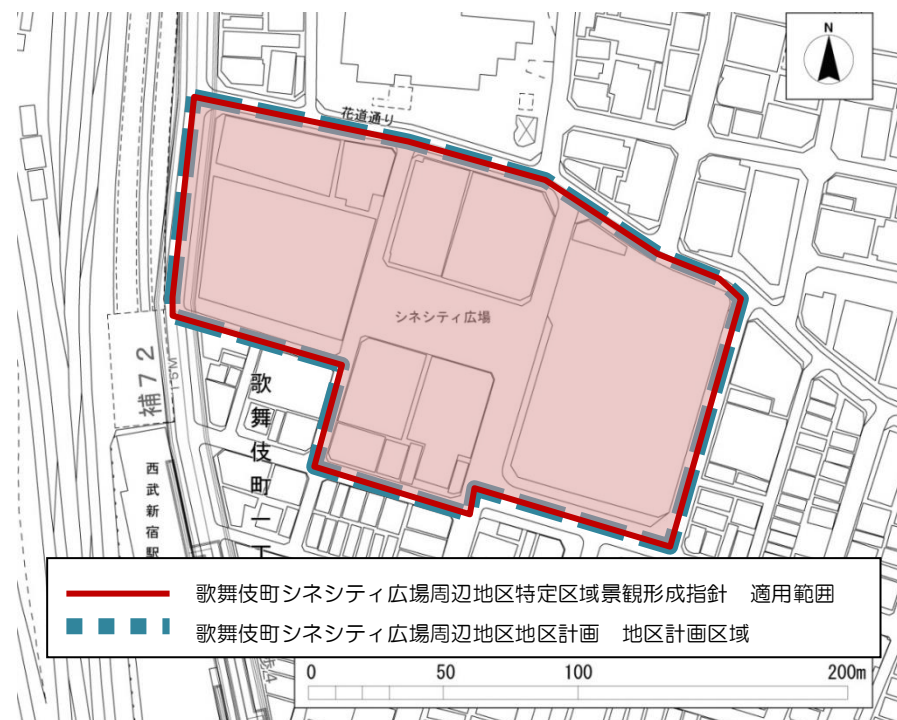 N
花道通り
シネシティ広場
補72
15M
歌舞伎町一丁
西武新宿駅
歌舞伎町シネシティ広場周辺地区特定区域景観形成指針 適用範囲
歌舞伎町シネシティ広場周辺地区地区計画 地区計画区域
0 50 100 200m